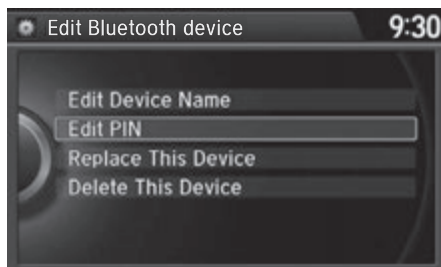 Edit Bluetooth device
9:30
Edit Device Name
Edit PIN
Replace This Device
Delete This Device